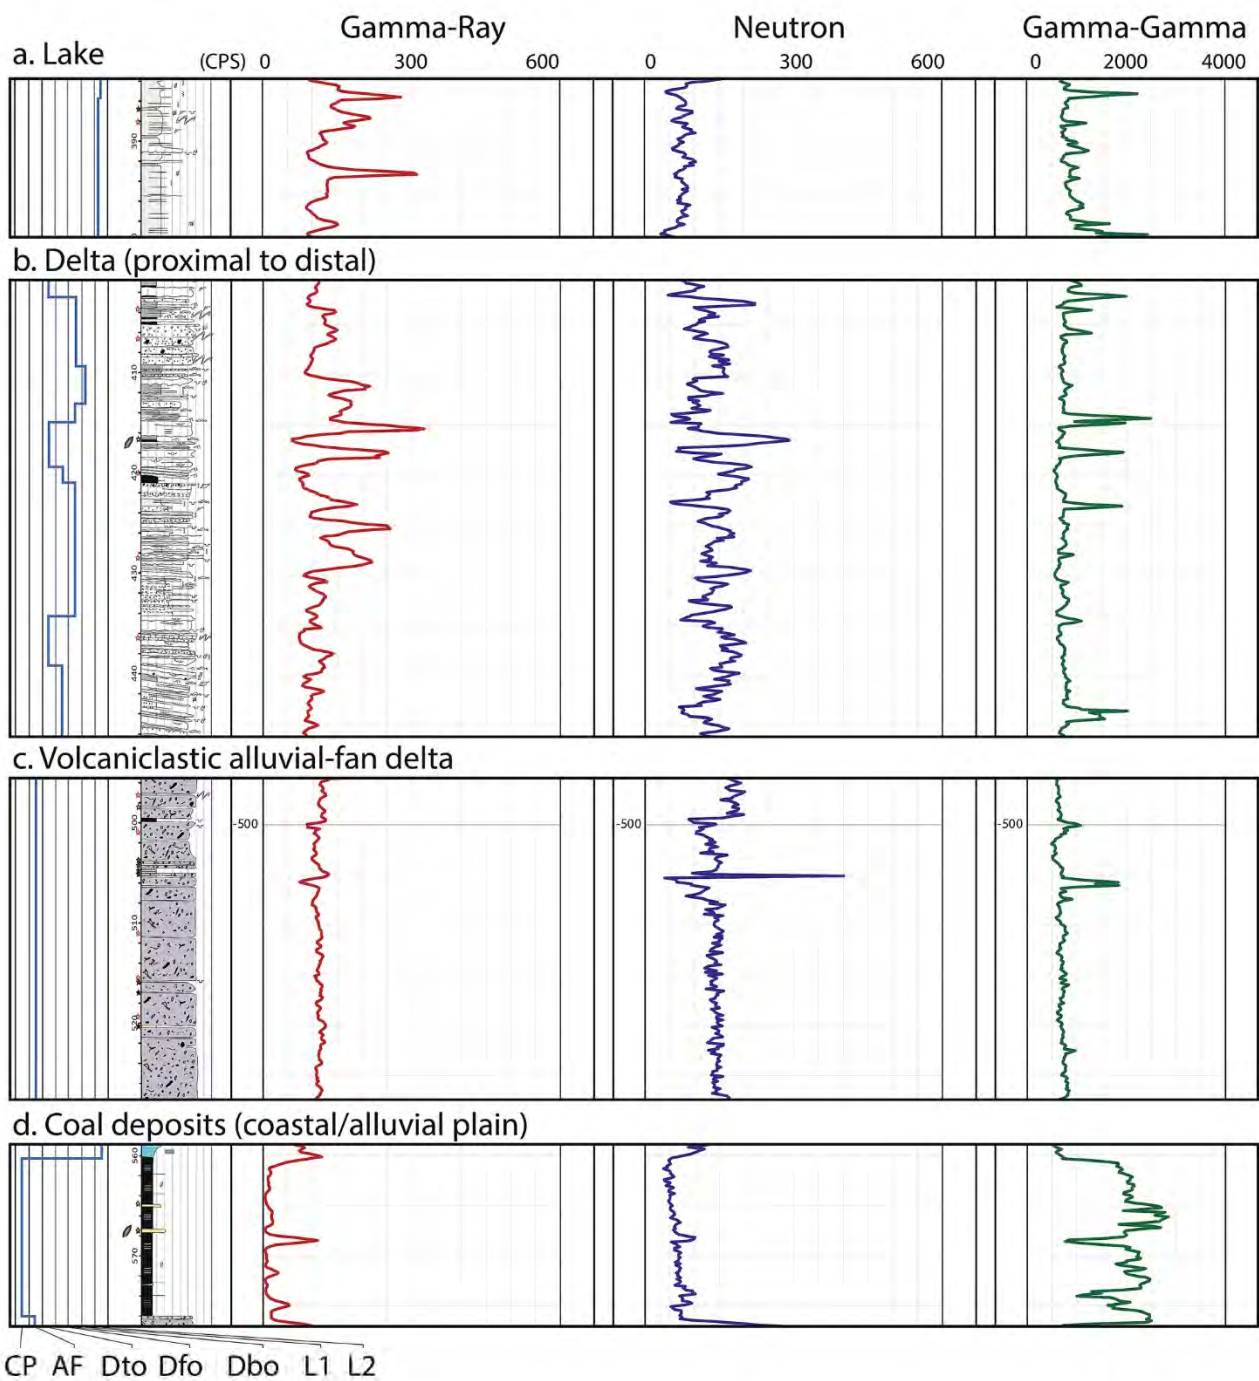 Gamma-Ray Neutron Gamma-Gamma
a. Lake (CPS) 0 300 600 0 300 600 0 2000 4000
390
b. Delta (proximal to distal)
410
420
430
440
c. Volcaniclastic alluvial-fan delta
500 -500 -500 -500
510
520
d. Coal deposits (coastal/alluvial plain)
560
570
CP AF Dto Dfo Dbo L1 L2